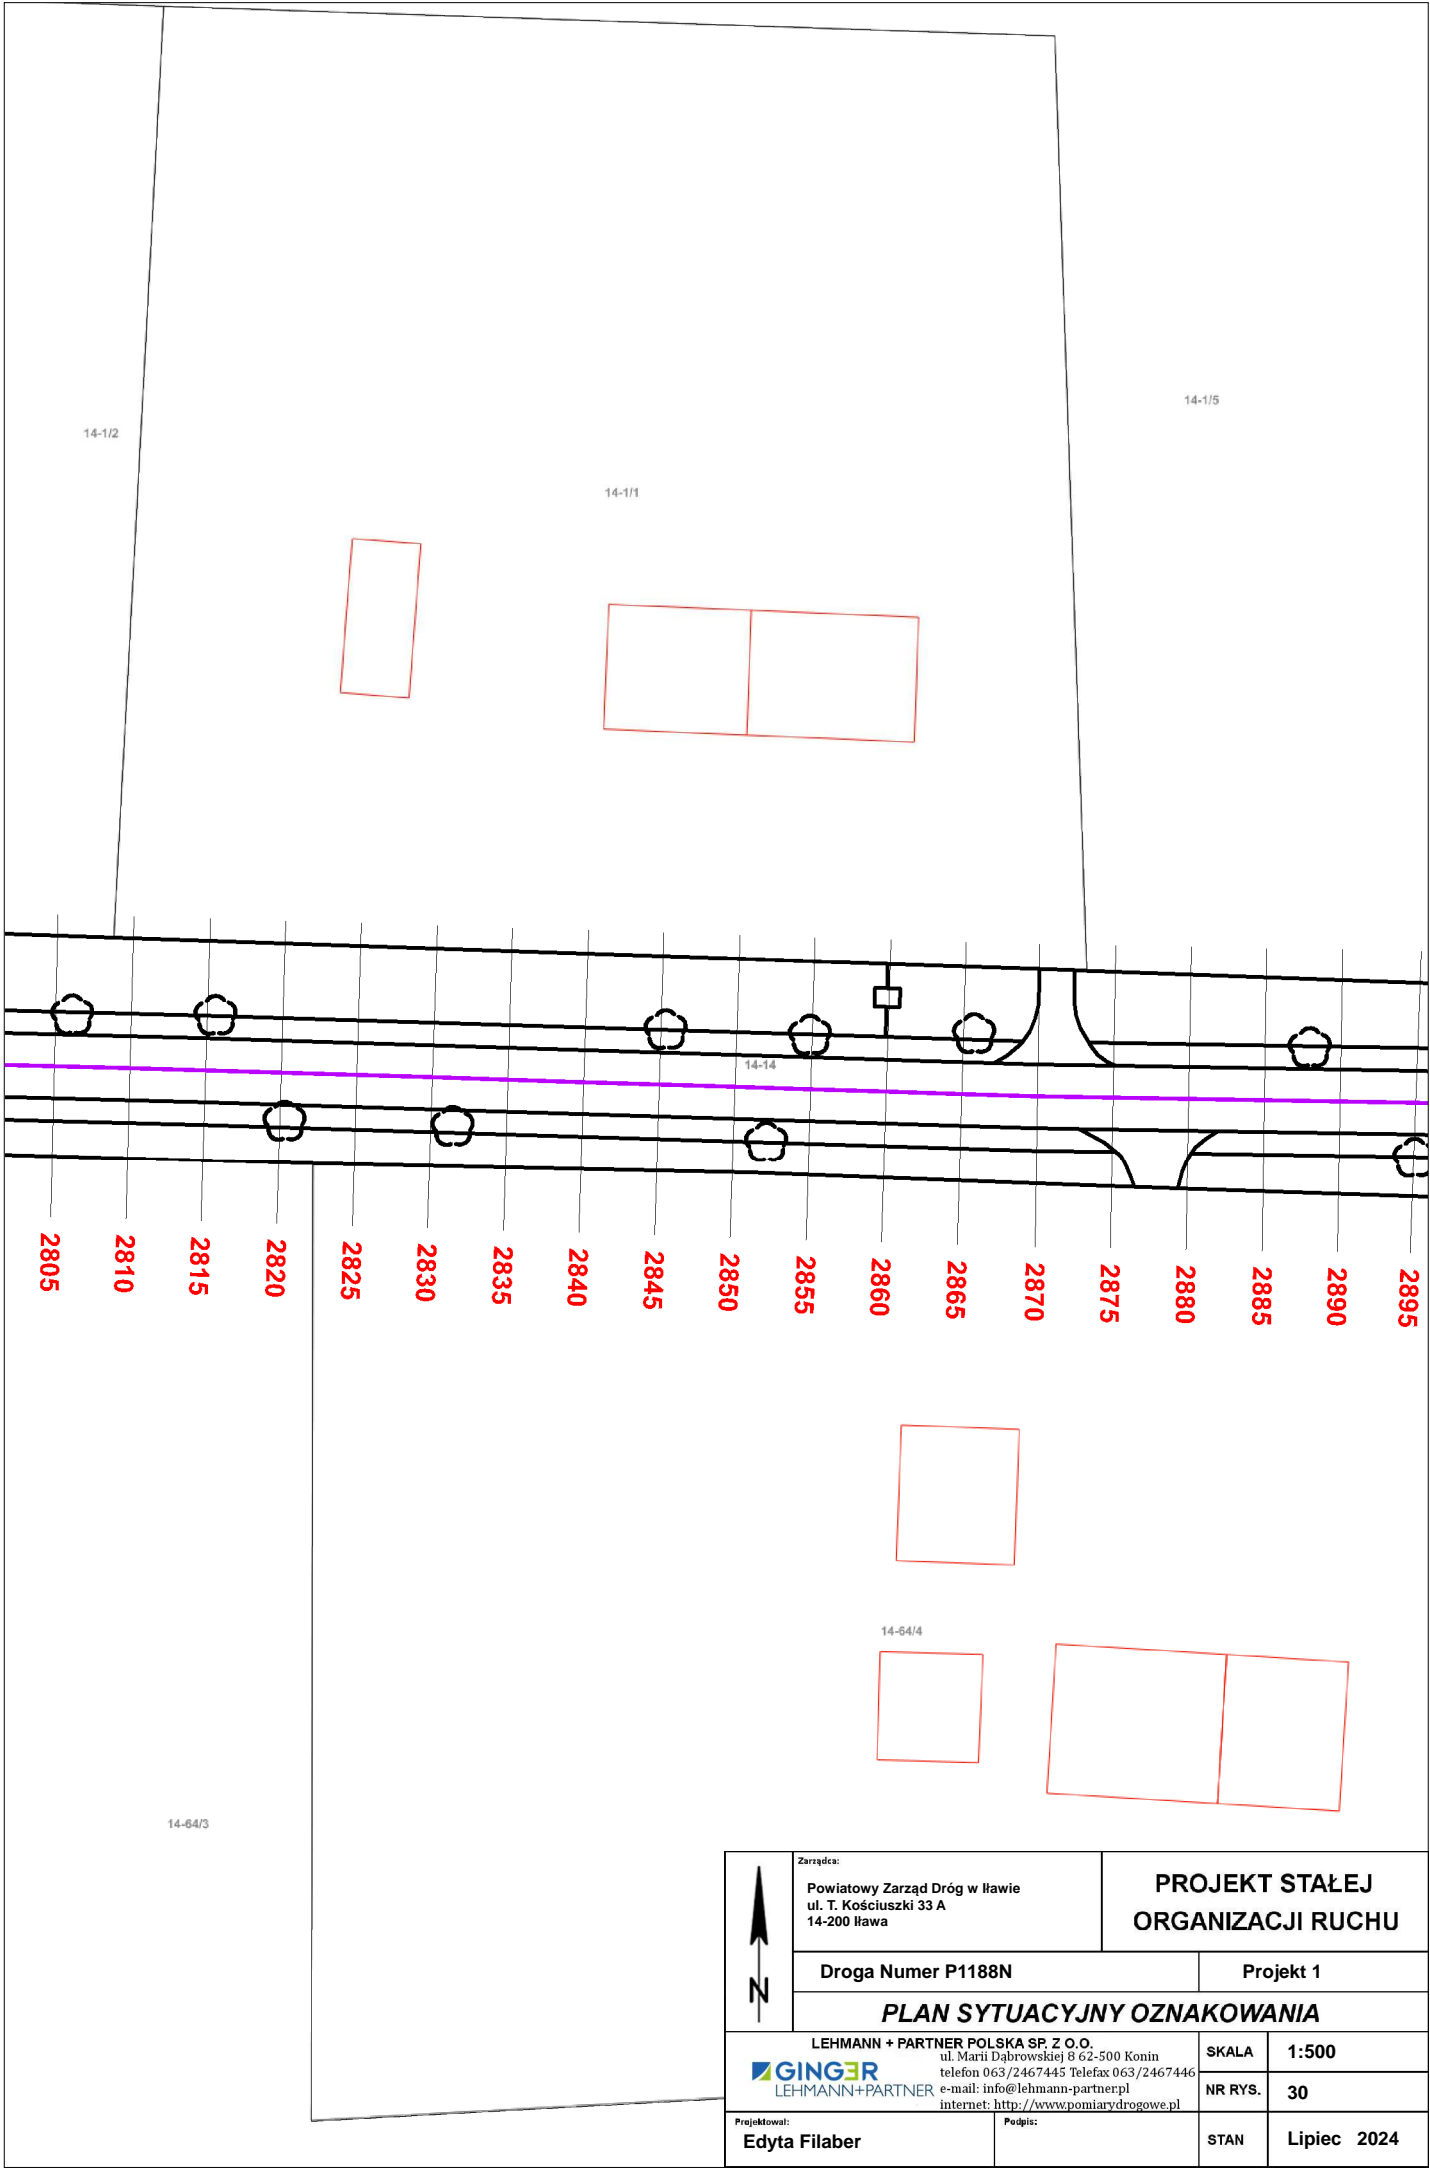 14-1/5
14-1/2
14-1/1
14-14
2805
2810
2815
2820
2825
2830
2835
2840
2845
2850
2855
2860
2865
2870
2875
2880
2885
2890
2895
14-64/4
14-64/3
Zarządca:
Powiatowy Zarząd Dróg w Iławie
ul. T. Kościuszki 33 A
14-200 Iława
PROJEKT STAŁEJ
ORGANIZACJI RUCHU
N
Droga Numer P1188N
Projekt 1
PLAN SYTUACYJNY OZNAKOWANIA
LEHMANN + PARTNER POLSKA SP. Z O.O.
GINGER
LEHMANN+PARTNER
ul. Marii Dąbrowskiej 8 62-500 Konin
telefon 063/2467445 Telefax 063/2467446
e-mail: info@lehmann-partner.pl
internet: http://www.pomiarydrogowe.pl
SKALA 1:500
NR RYS. 30
Projektował:
Edyta Filaber
Podpis:
STAN Lipiec 2024